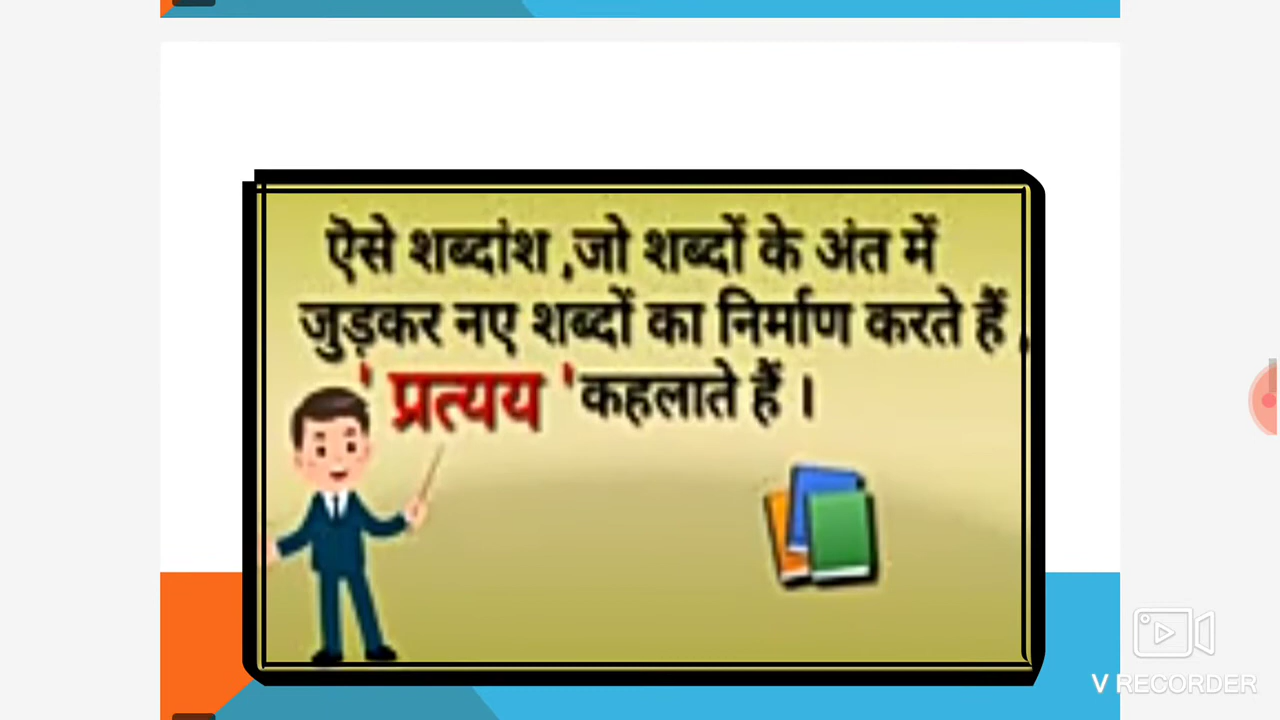 ऐसे शब्दांश ,जो शब्दों के अंत में
जुड़कर नए शब्दों का निर्माण करते हैं ,
' प्रत्यय ' कहलाते हैं ।
V RECORDER